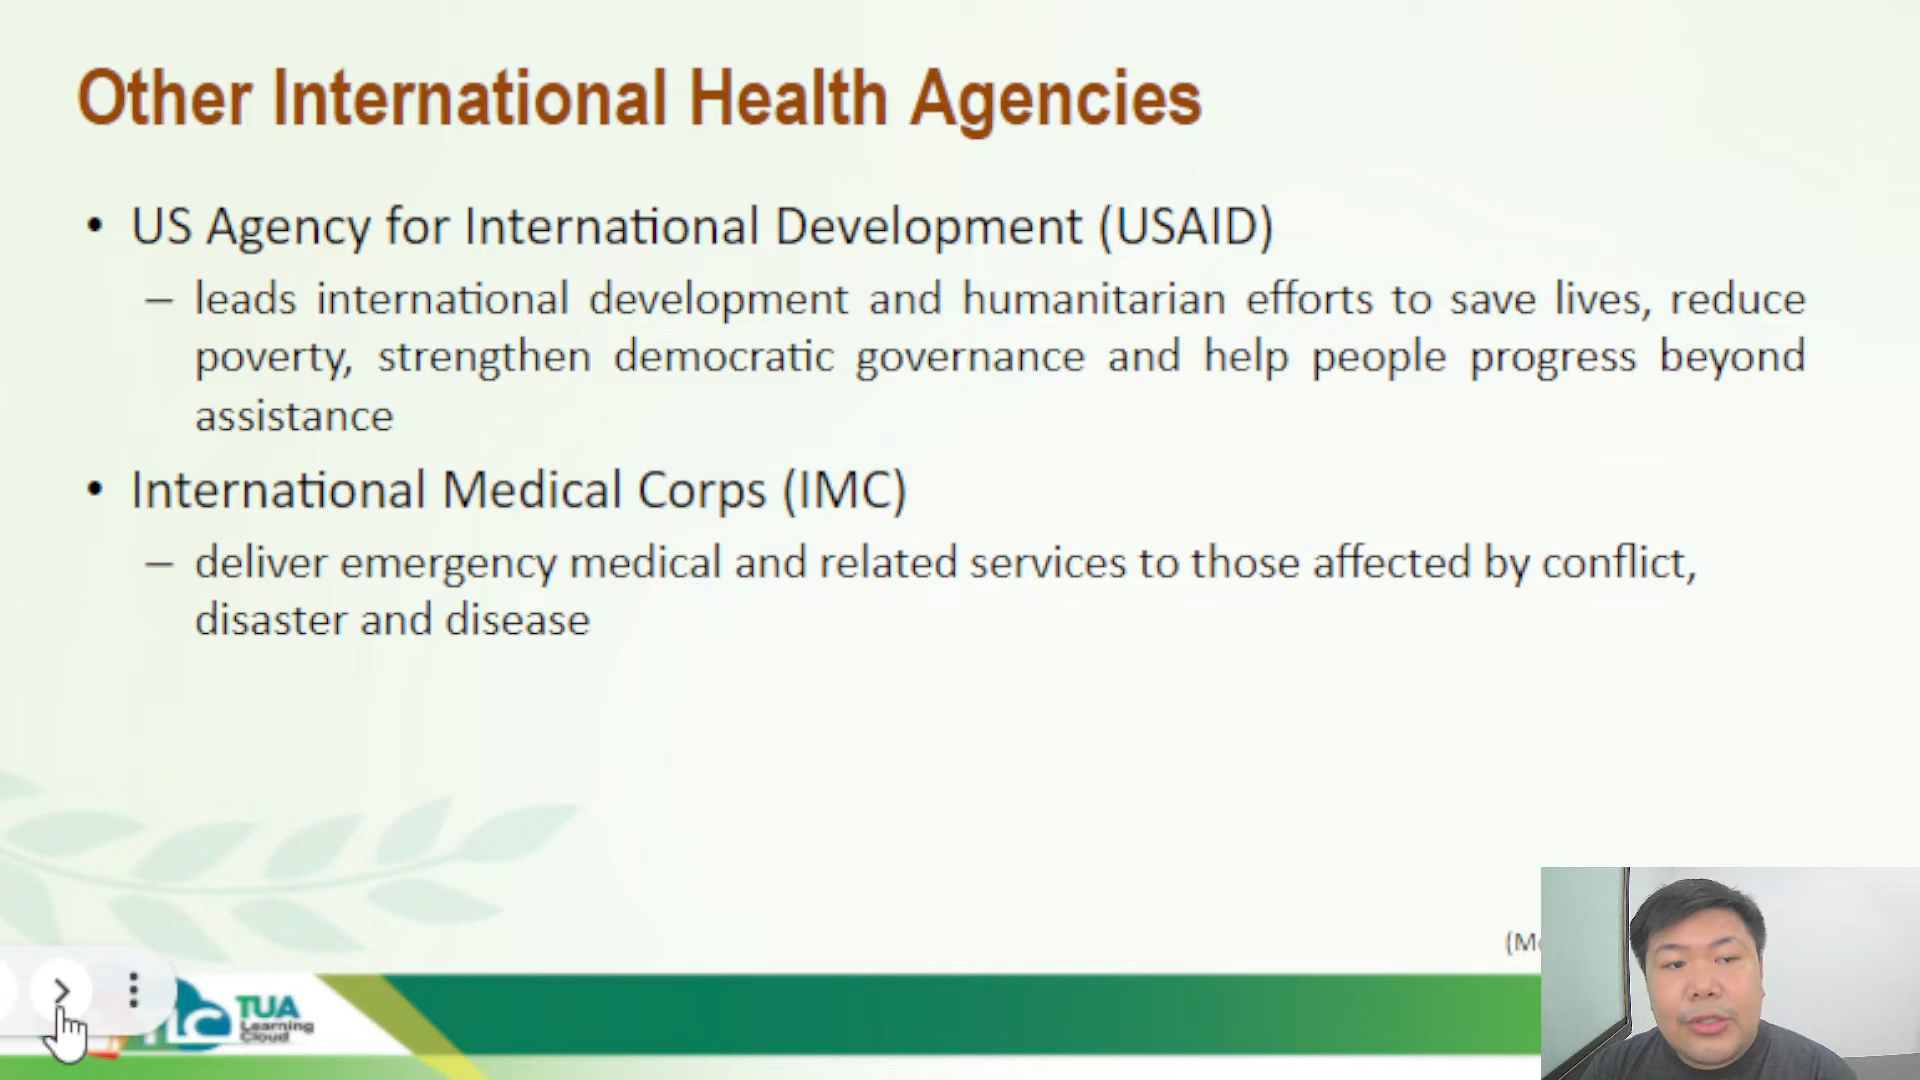 Other International Health Agencies
• US Agency for International Development (USAID)
– leads international development and humanitarian efforts to save lives, reduce
poverty, strengthen democratic governance and help people progress beyond
assistance
• International Medical Corps (IMC)
– deliver emergency medical and related services to those affected by conflict,
disaster and disease
TUA
Learning
Cloud